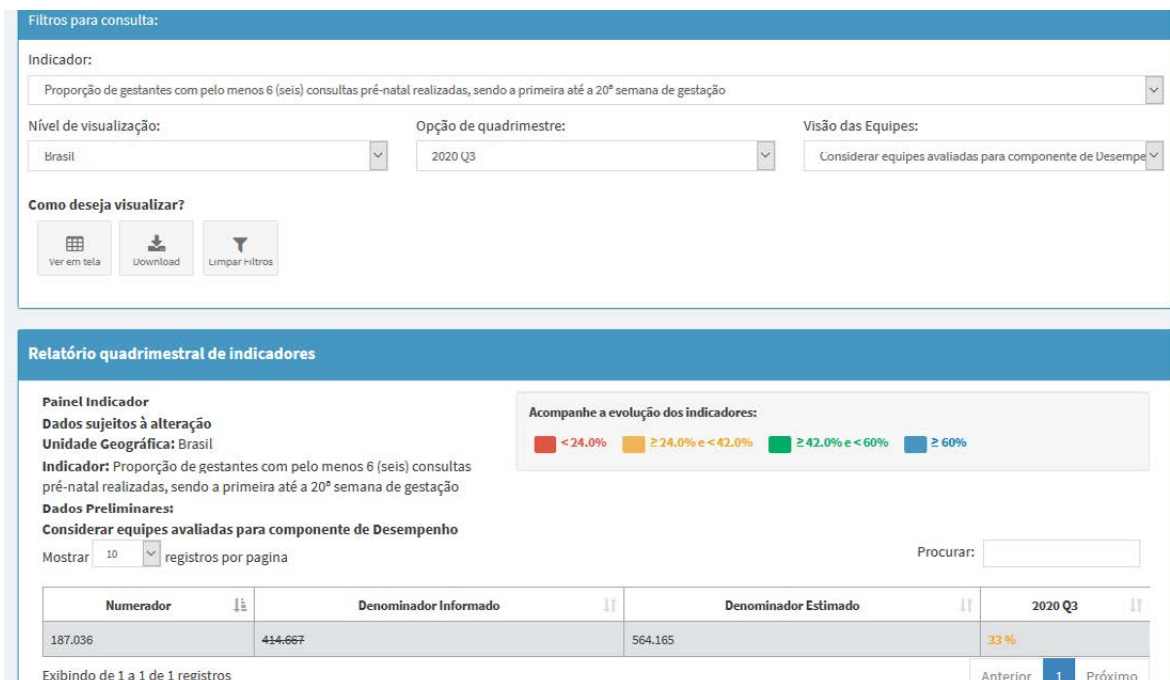 Filtros para consulta:
Indicador:
Proporção de gestantes com pelo menos 6 (seis) consultas pré-natal realizadas, sendo a primeira até a 20ª semana de gestação
Nível de visualização: Opção de quadrimestre: Visão das Equipes:
Brasil 2020 Q3 Considerar equipes avaliadas para componente de Desempe
Como deseja visualizar?
Ver em tela Download Limpar Filtros
Relatório quadrimestral de indicadores
Painel Indicador
Dados sujeitos à alteração
Unidade Geográfica: Brasil
Indicador: Proporção de gestantes com pelo menos 6 (seis) consultas
pré-natal realizadas, sendo a primeira até a 20ª semana de gestação
Dados Preliminares:
Considerar equipes avaliadas para componente de Desempenho
Acompanhe a evolução dos indicadores:
< 24.0% ≥ 24.0% e < 42.0% ≥ 42.0% e < 60% ≥ 60%
Mostrar 10 registros por pagina Procurar:
Numerador Denominador Informado Denominador Estimado 2020 Q3
187.036 414.667 564.165 33 %
Exibindo de 1 a 1 de 1 registros Anterior 1 Próximo